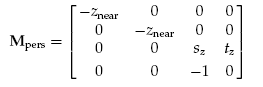 M_pers = [ −z_near 0 0 0
0 −z_near 0 0
0 0 s_z t_z
0 0 −1 0 ]